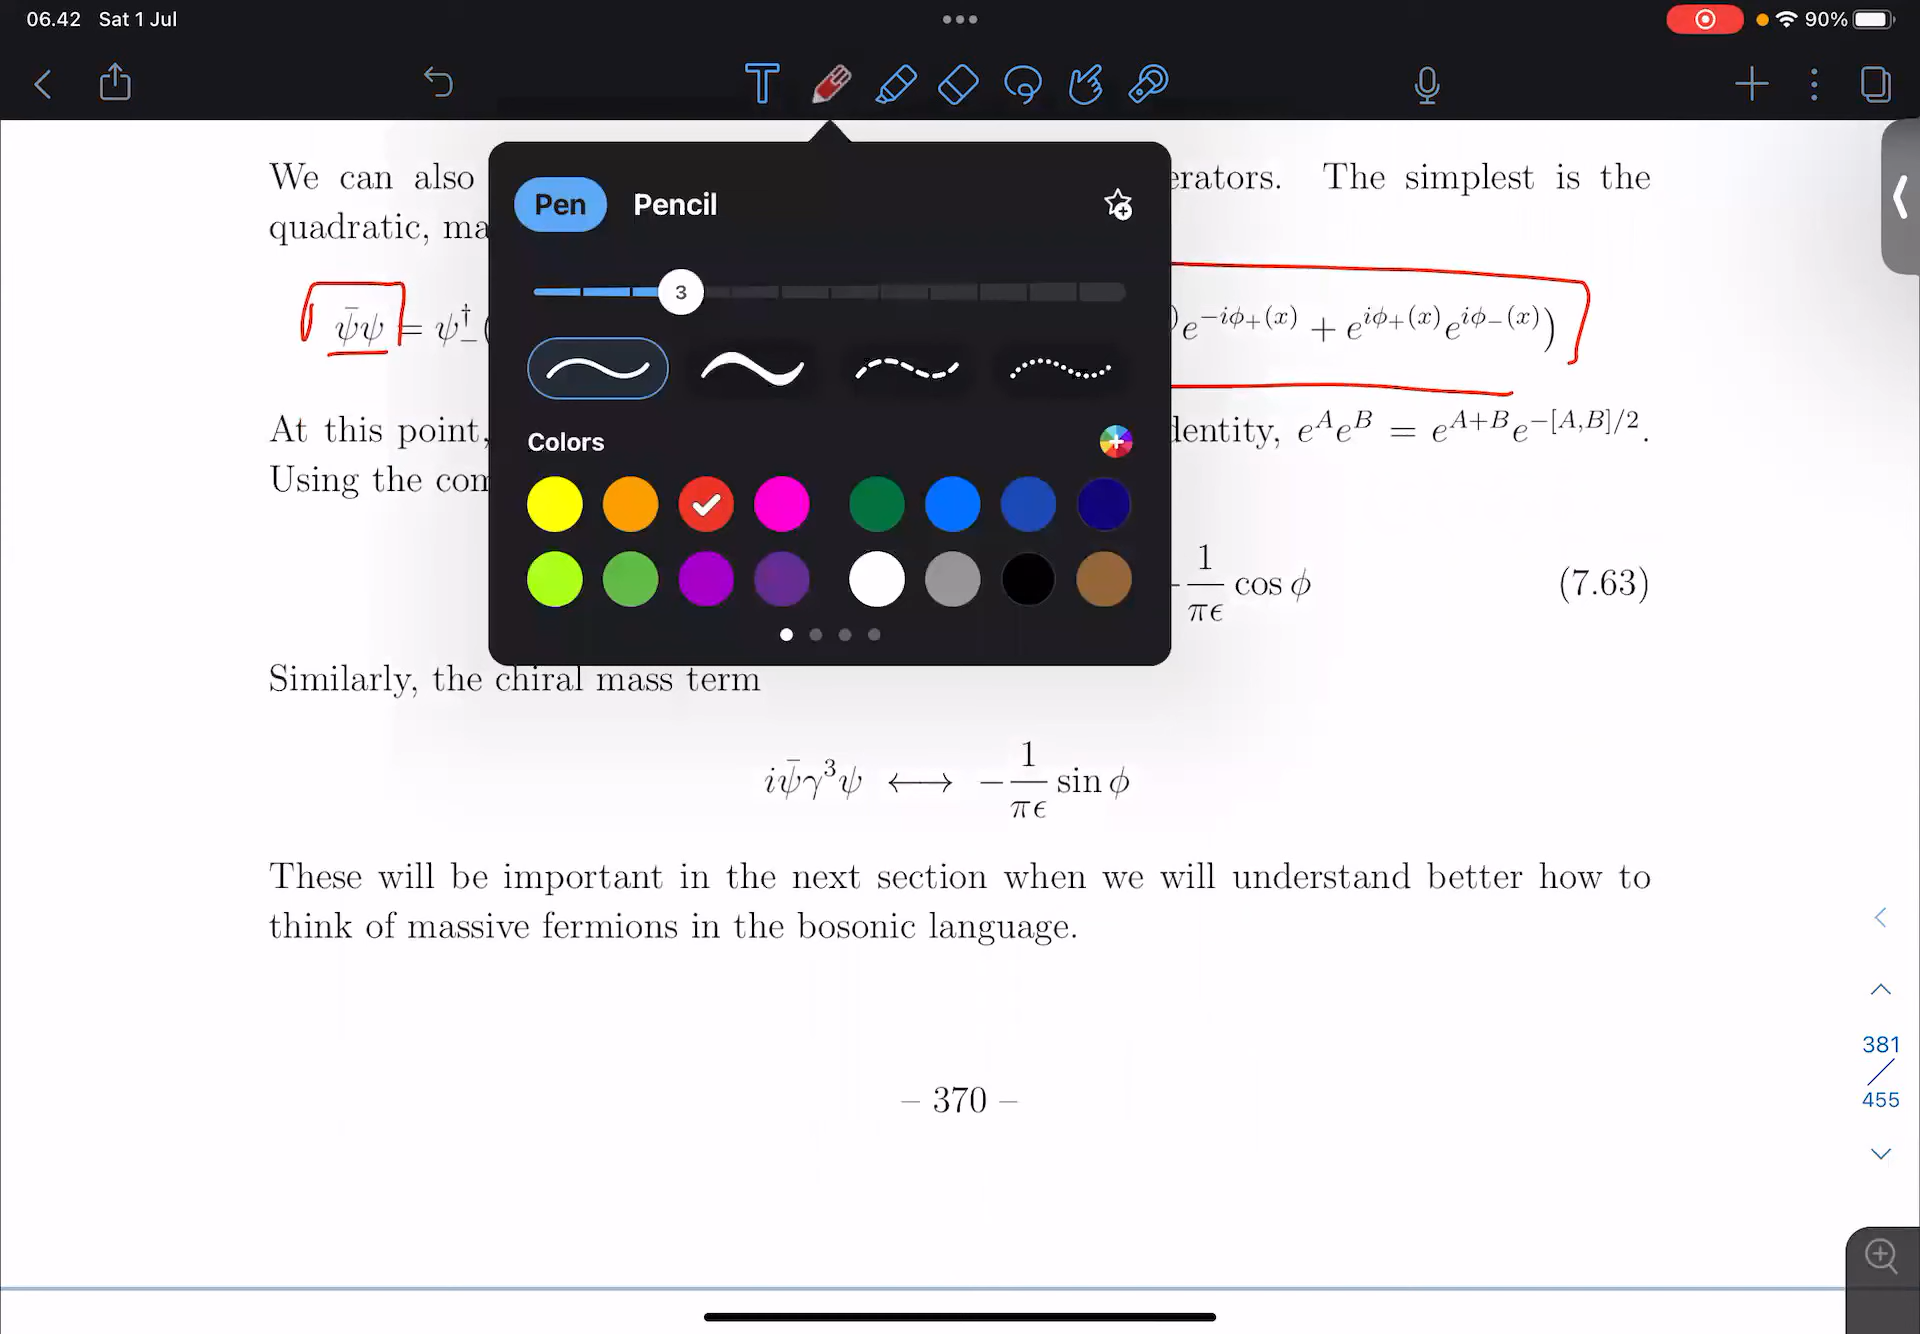 06.42 Sat 1 Jul
90%
We can also erators. The simplest is the
quadratic, ma
ψ̄ψ = ψ₋†( )e^{-iϕ₊(x)} + e^{iϕ₊(x)}e^{iϕ₋(x)})
At this point, dentity, e^A e^B = e^{A+B}e^{-[A,B]/2}.
Using the com
- 1/πϵ cos ϕ (7.63)
Pen Pencil
3
Colors
Similarly, the chiral mass term
iψ̄γ³ψ ⟷ - 1/πϵ sin ϕ
These will be important in the next section when we will understand better how to
think of massive fermions in the bosonic language.
– 370 –
381
/
455